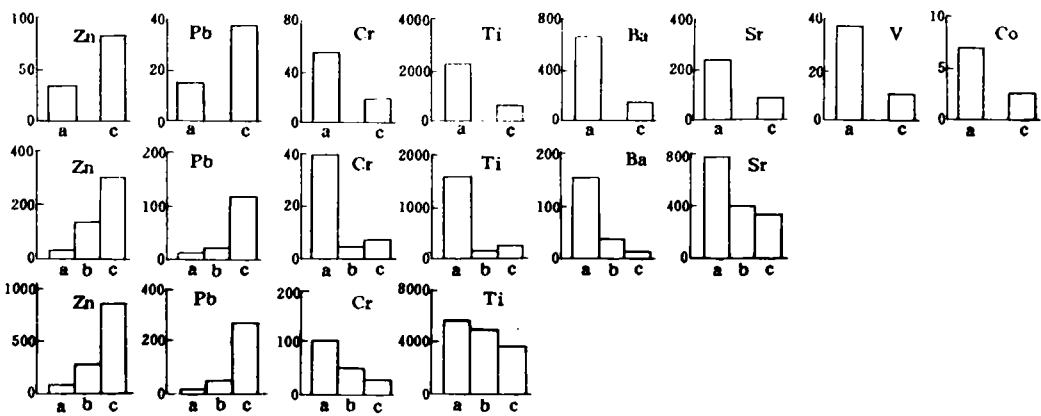 100 Zn 40 Pb 80 Cr 4000 Ti 800 Ba 400 Sr 40 V 10 Co
50 20 40 2000 400 200 20 5
0 0 0 0 0 0 0 0
a c a c a c a c a c a c a c a c
400 Zn 200 Pb 40 Cr 2000 Ti 200 Ba 800 Sr
200 100 20 1000 100 400
0 0 0 0 0 0
a b c a b c a b c a b c a b c a b c
1000 Zn 400 Pb 200 Cr 8000 Ti
500 200 100 4000
0 0 0 0
a b c a b c a b c a b c